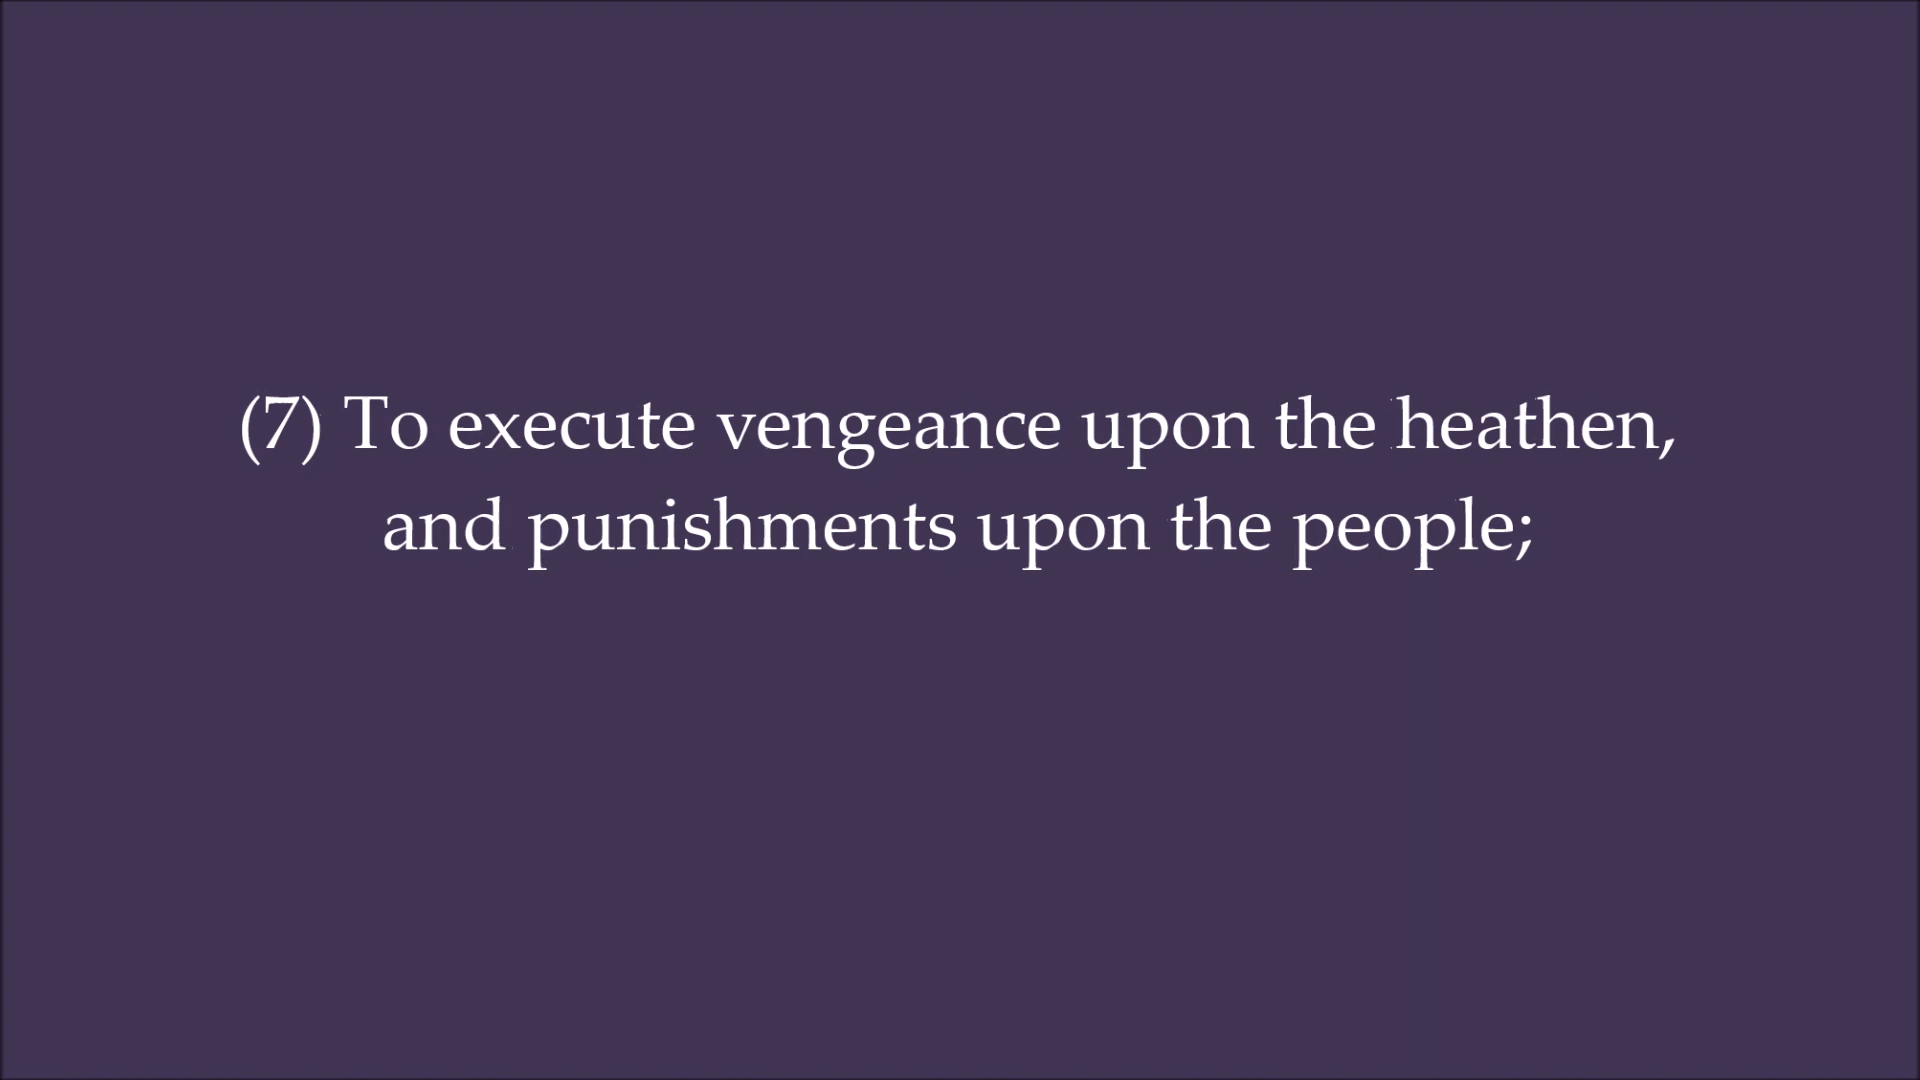 (7) To execute vengeance upon the heathen,
and punishments upon the people;